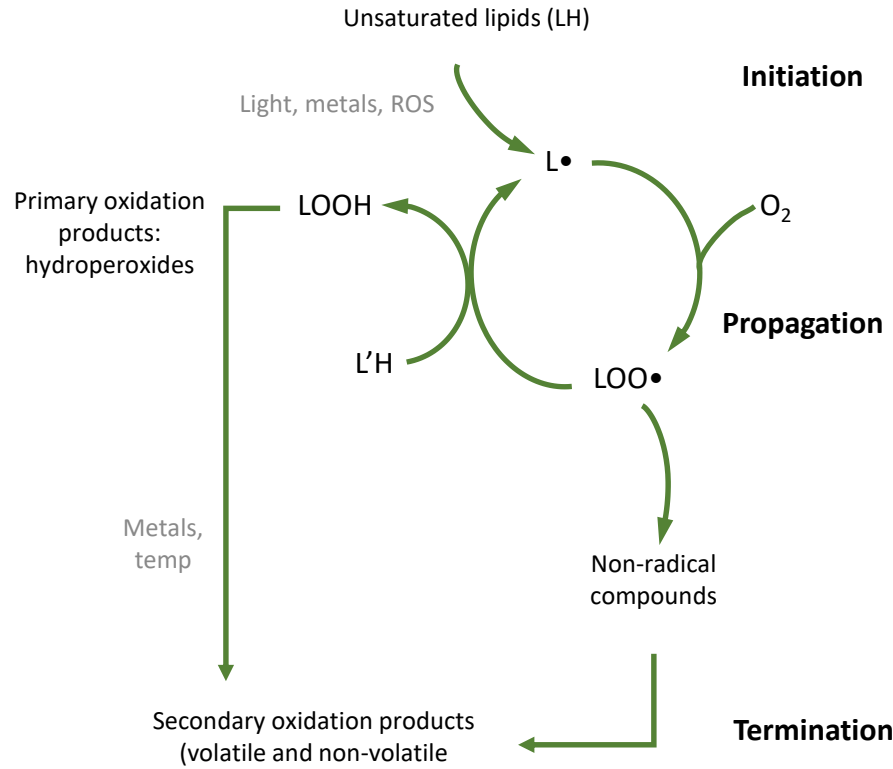 Unsaturated lipids (LH)
Initiation
Light, metals, ROS
L•
Primary oxidation
products:
hydroperoxides
LOOH
O₂
Propagation
L’H
LOO•
Metals,
temp
Non-radical
compounds
Secondary oxidation products
(volatile and non-volatile
Termination